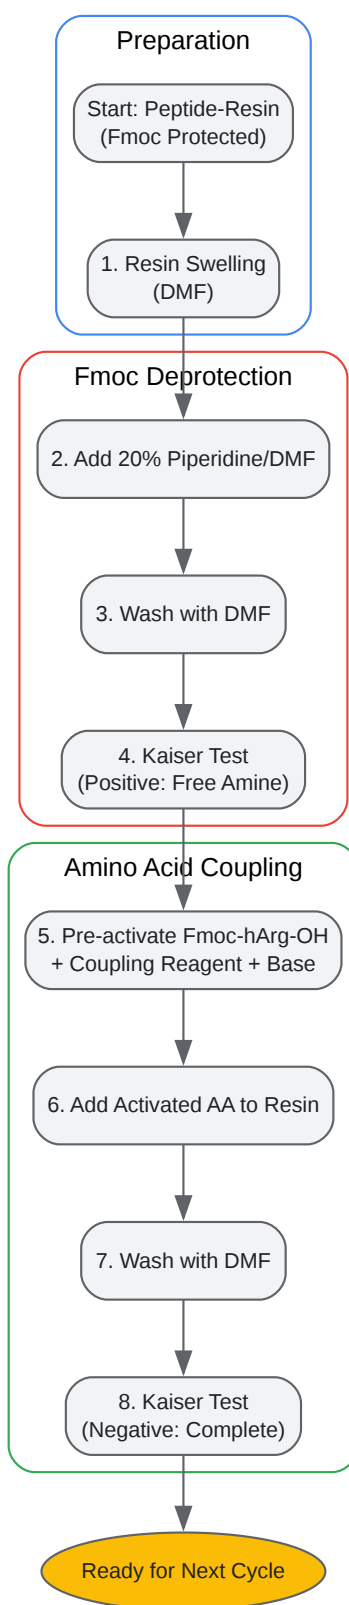 Preparation
Start: Peptide-Resin
(Fmoc Protected)
1. Resin Swelling
(DMF)
Fmoc Deprotection
2. Add 20% Piperidine/DMF
3. Wash with DMF
4. Kaiser Test
(Positive: Free Amine)
Amino Acid Coupling
5. Pre-activate Fmoc-hArg-OH
+ Coupling Reagent + Base
6. Add Activated AA to Resin
7. Wash with DMF
8. Kaiser Test
(Negative: Complete)
Ready for Next Cycle